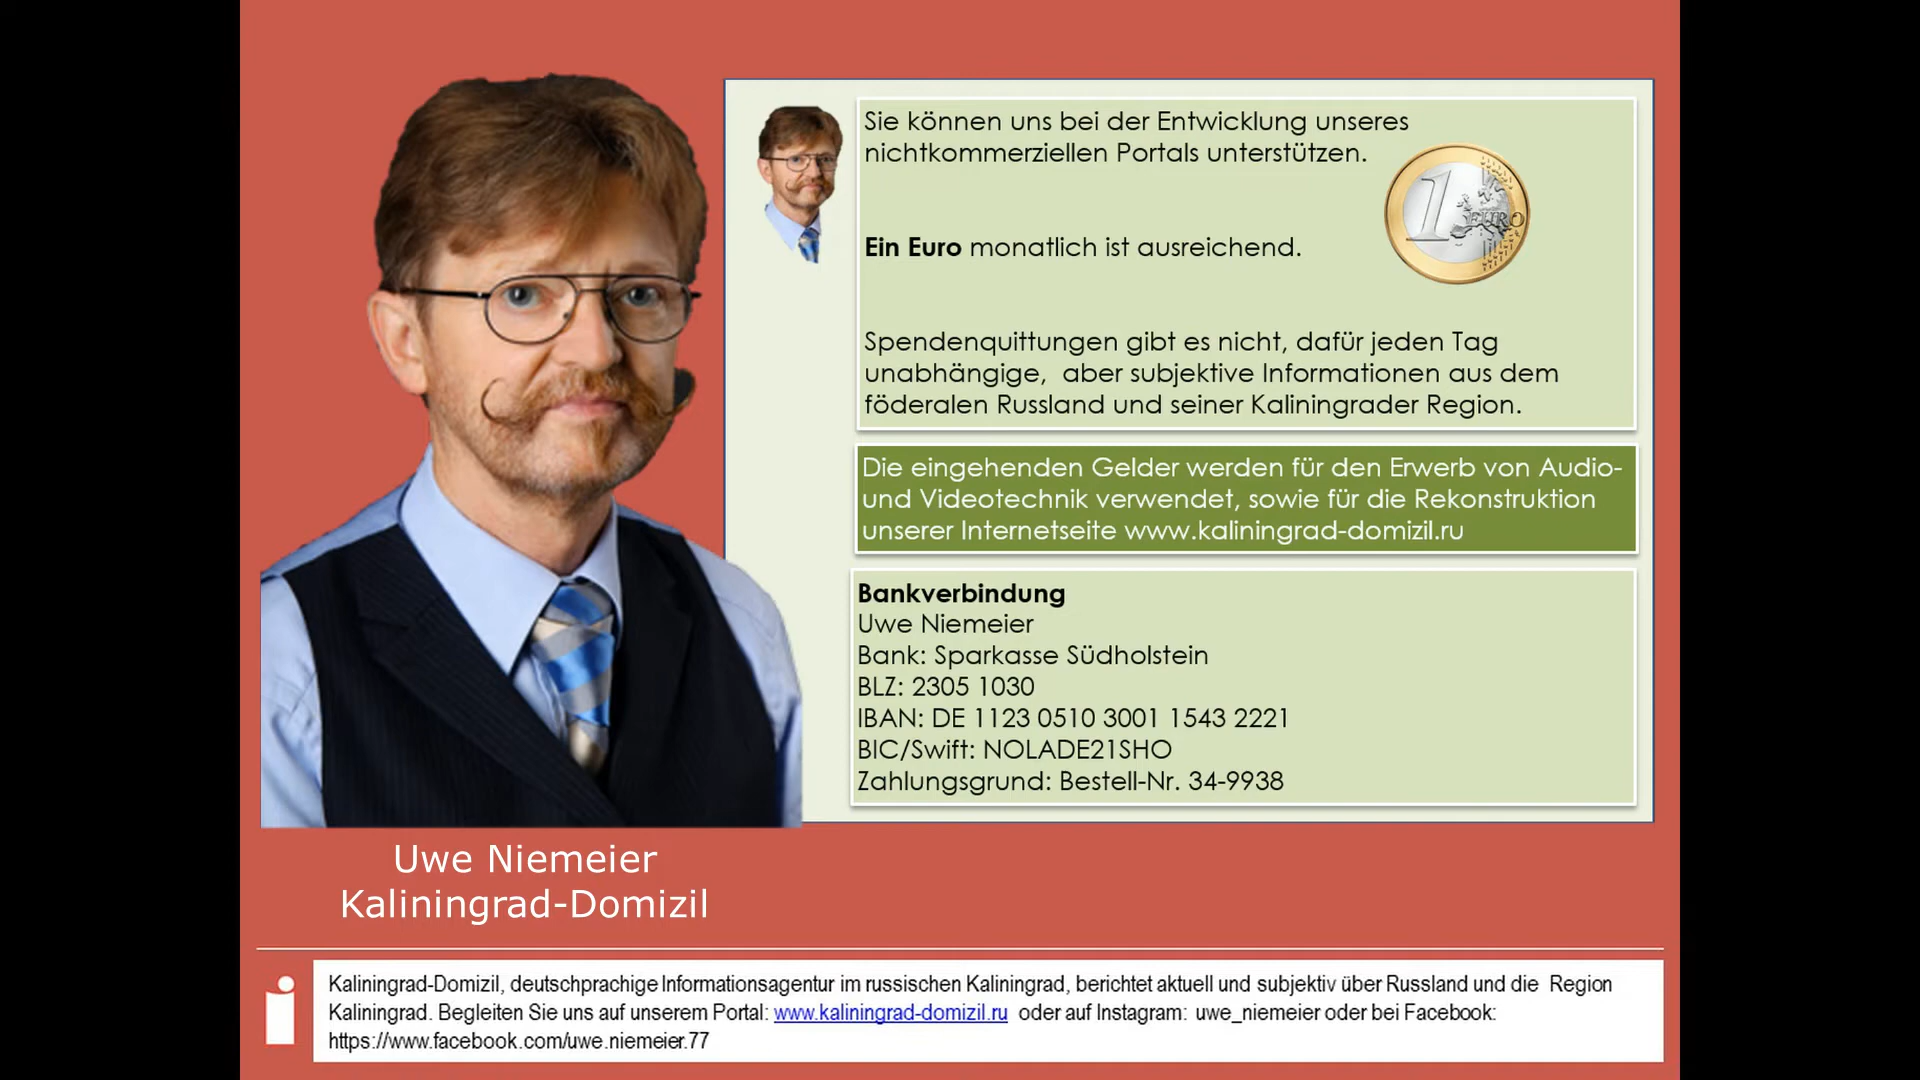 Sie können uns bei der Entwicklung unseres
nichtkommerziellen Portals unterstützen.
1 EURO
Ein Euro monatlich ist ausreichend.
Spendenquittungen gibt es nicht, dafür jeden Tag
unabhängige, aber subjektive Informationen aus dem
föderalen Russland und seiner Kaliningrader Region.
Die eingehenden Gelder werden für den Erwerb von Audio-
und Videotechnik verwendet, sowie für die Rekonstruktion
unserer Internetseite www.kaliningrad-domizil.ru
Bankverbindung
Uwe Niemeier
Bank: Sparkasse Südholstein
BLZ: 2305 1030
IBAN: DE 1123 0510 3001 1543 2221
BIC/Swift: NOLADE21SHO
Zahlungsgrund: Bestell-Nr. 34-9938
Uwe Niemeier
Kaliningrad-Domizil
Kaliningrad-Domizil, deutschprachige Informationsagentur im russischen Kaliningrad, berichtet aktuell und subjektiv über Russland und die Region
Kaliningrad. Begleiten Sie uns auf unserem Portal: www.kaliningrad-domizil.ru oder auf Instagram: uwe_niemeier oder bei Facebook:
https://www.facebook.com/uwe.niemeier.77